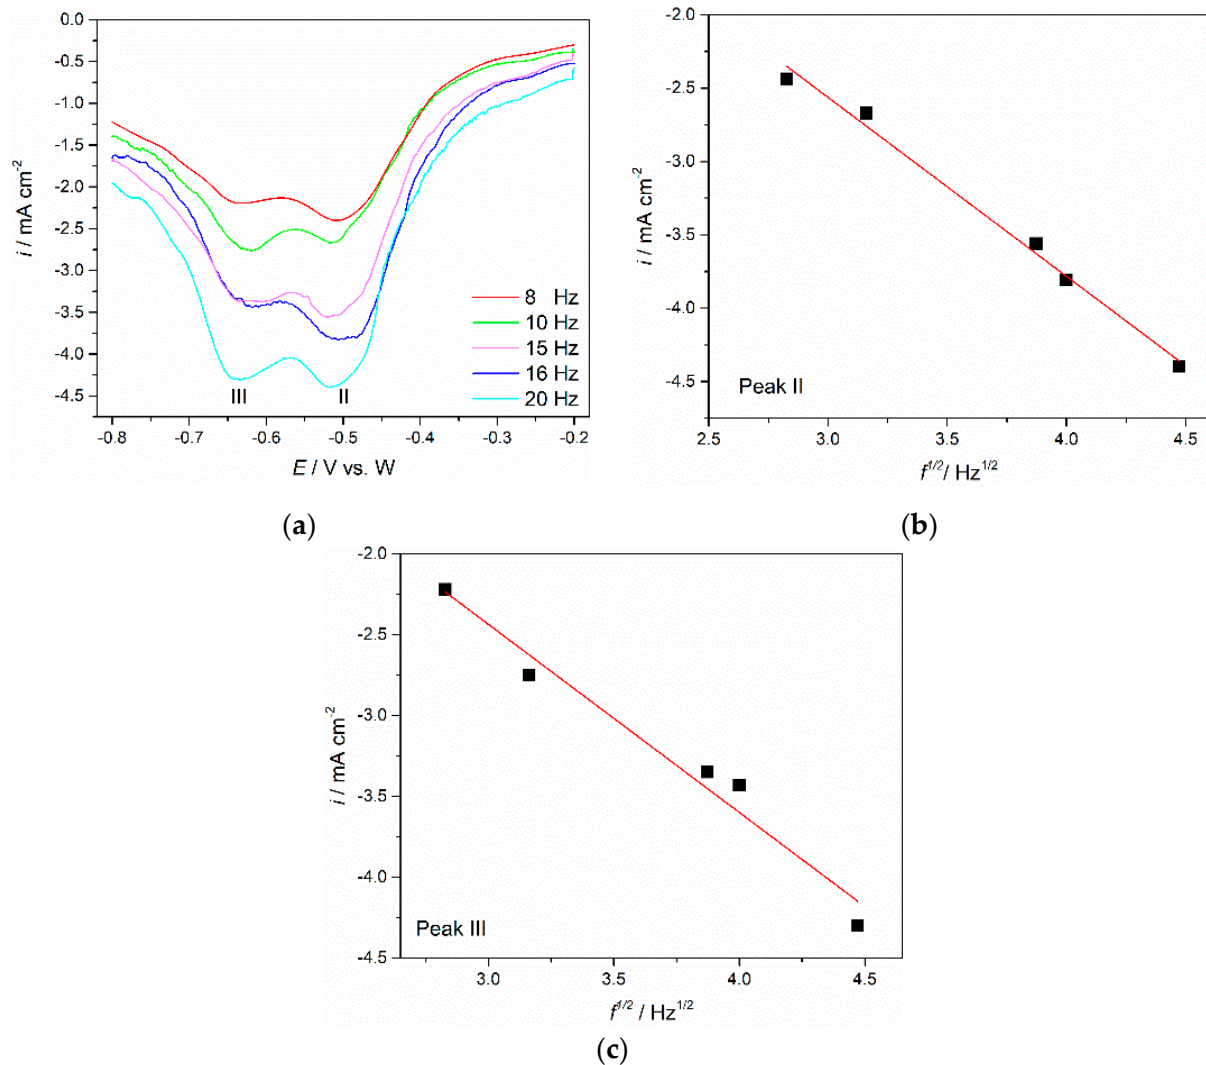 0.0
-0.5
-1.0
-1.5
-2.0
-2.5
-3.0
-3.5
-4.0
-4.5
i / mA cm-2
8 Hz
10 Hz
15 Hz
16 Hz
20 Hz
III
II
-0.8 -0.7 -0.6 -0.5 -0.4 -0.3 -0.2
E / V vs. W
(a)
-2.0
-2.5
-3.0
-3.5
-4.0
-4.5
i / mA cm-2
Peak II
2.5 3.0 3.5 4.0 4.5
f1/2/ Hz1/2
(b)
-2.0
-2.5
-3.0
-3.5
-4.0
-4.5
i / mA cm-2
Peak III
3.0 3.5 4.0 4.5
f1/2 / Hz1/2
(c)